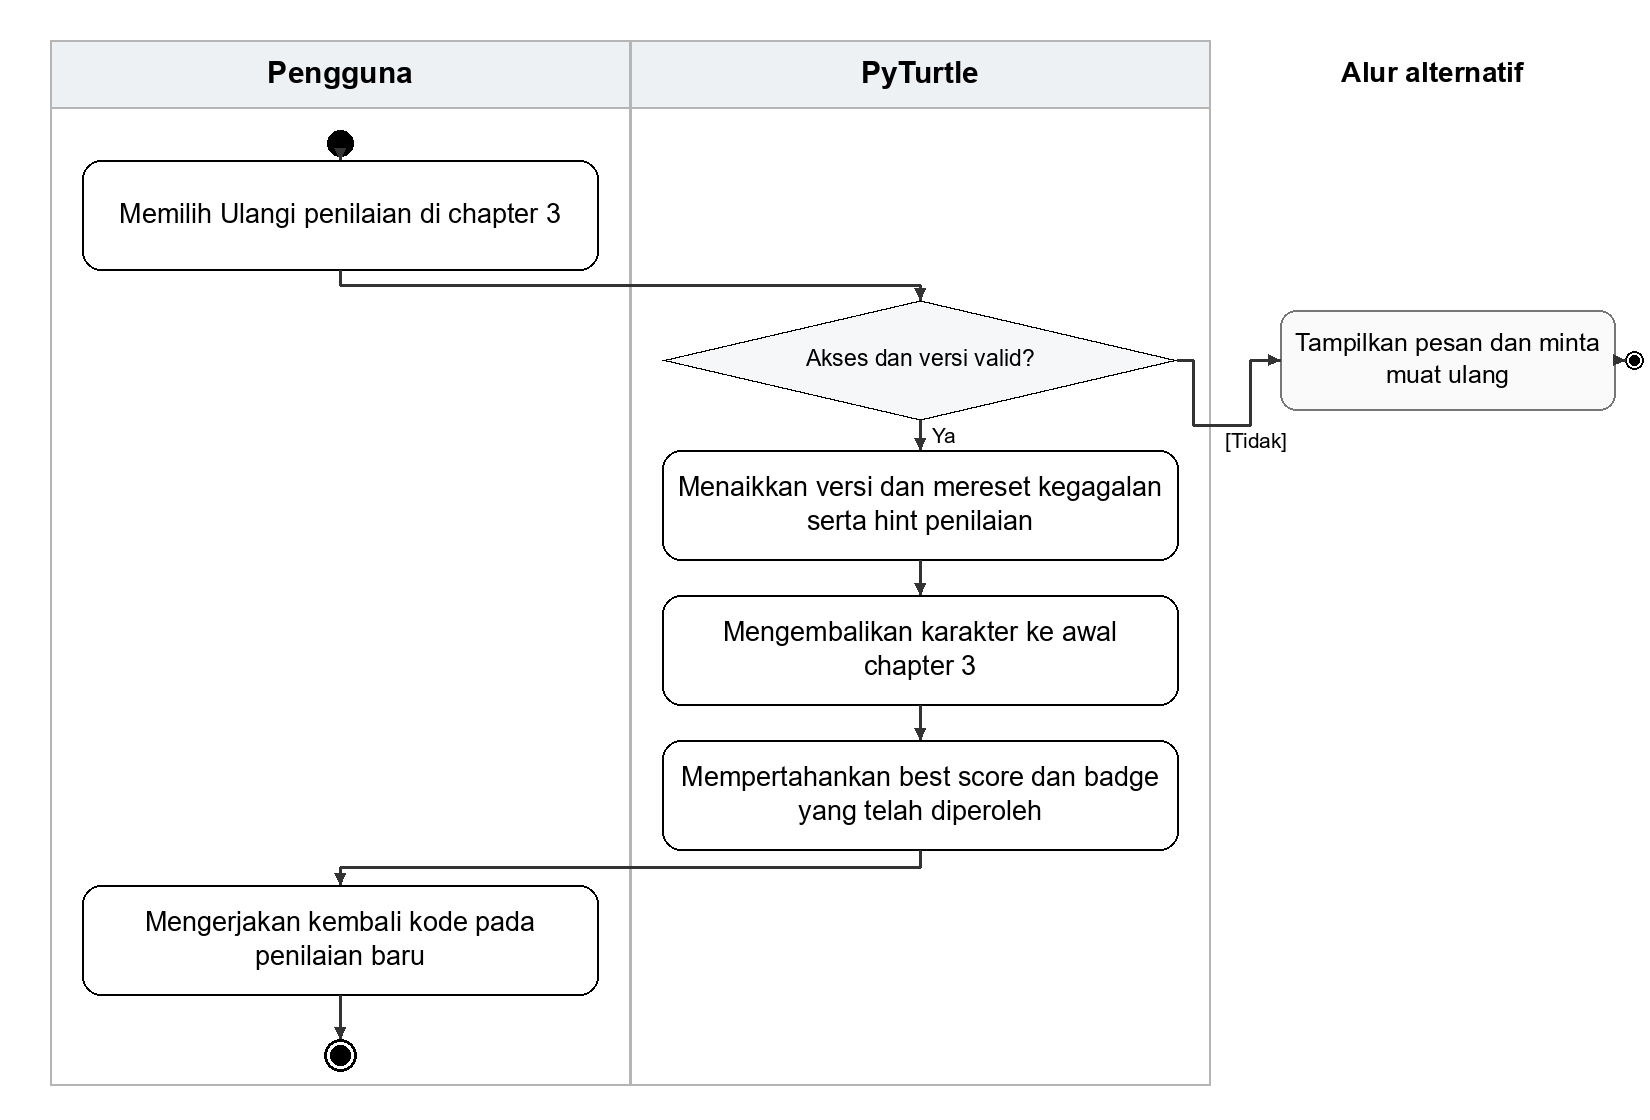 Pengguna
PyTurtle
Alur alternatif
Memilih Ulangi penilaian di chapter 3
Akses dan versi valid?
Tampilkan pesan dan minta
muat ulang
Ya
[Tidak]
Menaikkan versi dan mereset kegagalan
serta hint penilaian
Mengembalikan karakter ke awal
chapter 3
Mempertahankan best score dan badge
yang telah diperoleh
Mengerjakan kembali kode pada
penilaian baru